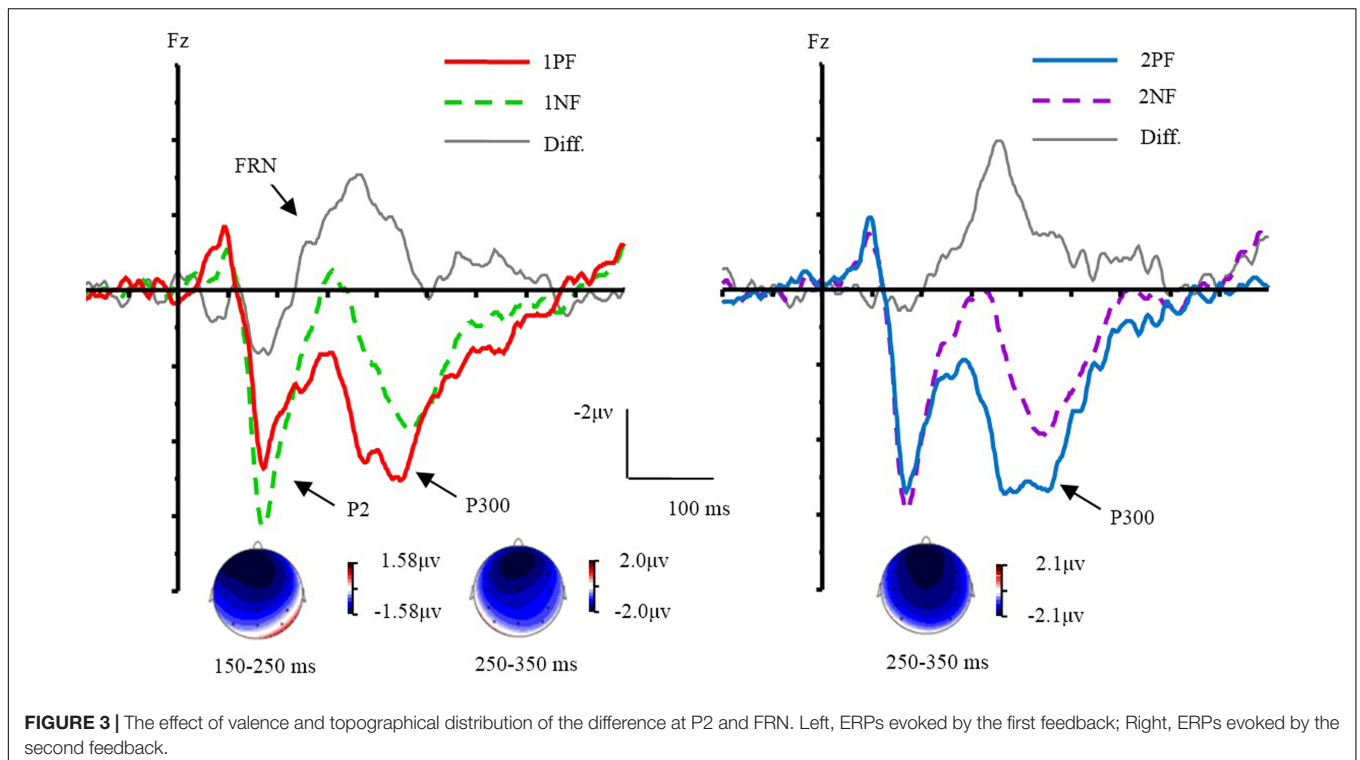 Fz
1PF
1NF
Diff.
FRN
P2
P300
-2μv
100 ms
1.58μv
-1.58μv
150-250 ms
2.0μv
-2.0μv
250-350 ms
Fz
2PF
2NF
Diff.
P300
2.1μv
-2.1μv
250-350 ms
FIGURE 3 | The effect of valence and topographical distribution of the difference at P2 and FRN. Left, ERPs evoked by the first feedback; Right, ERPs evoked by the
second feedback.